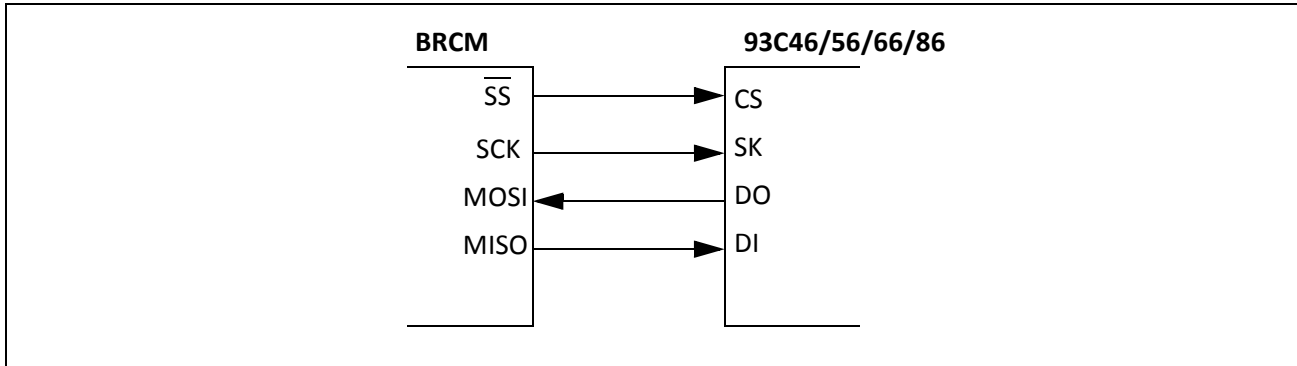 BRCM 93C46/56/66/86
SS CS
SCK SK
MOSI DO
MISO DI